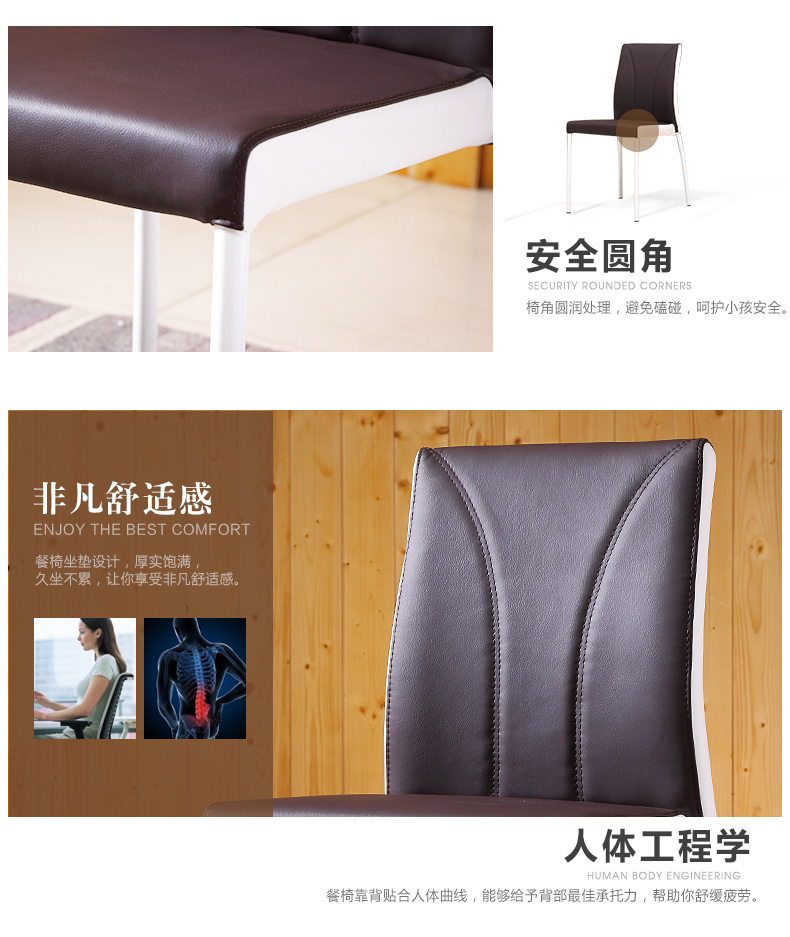 安全圆角
SECURITY ROUNDED CORNERS
椅角圆润处理，避免磕碰，呵护小孩安全。
非凡舒适感
ENJOY THE BEST COMFORT
餐椅坐垫设计，厚实饱满，
久坐不累，让你享受非凡舒适感。
人体工程学
HUMAN BODY ENGINEERING
餐椅靠背贴合人体曲线，能够给予背部最佳承托力，帮助你舒缓疲劳。